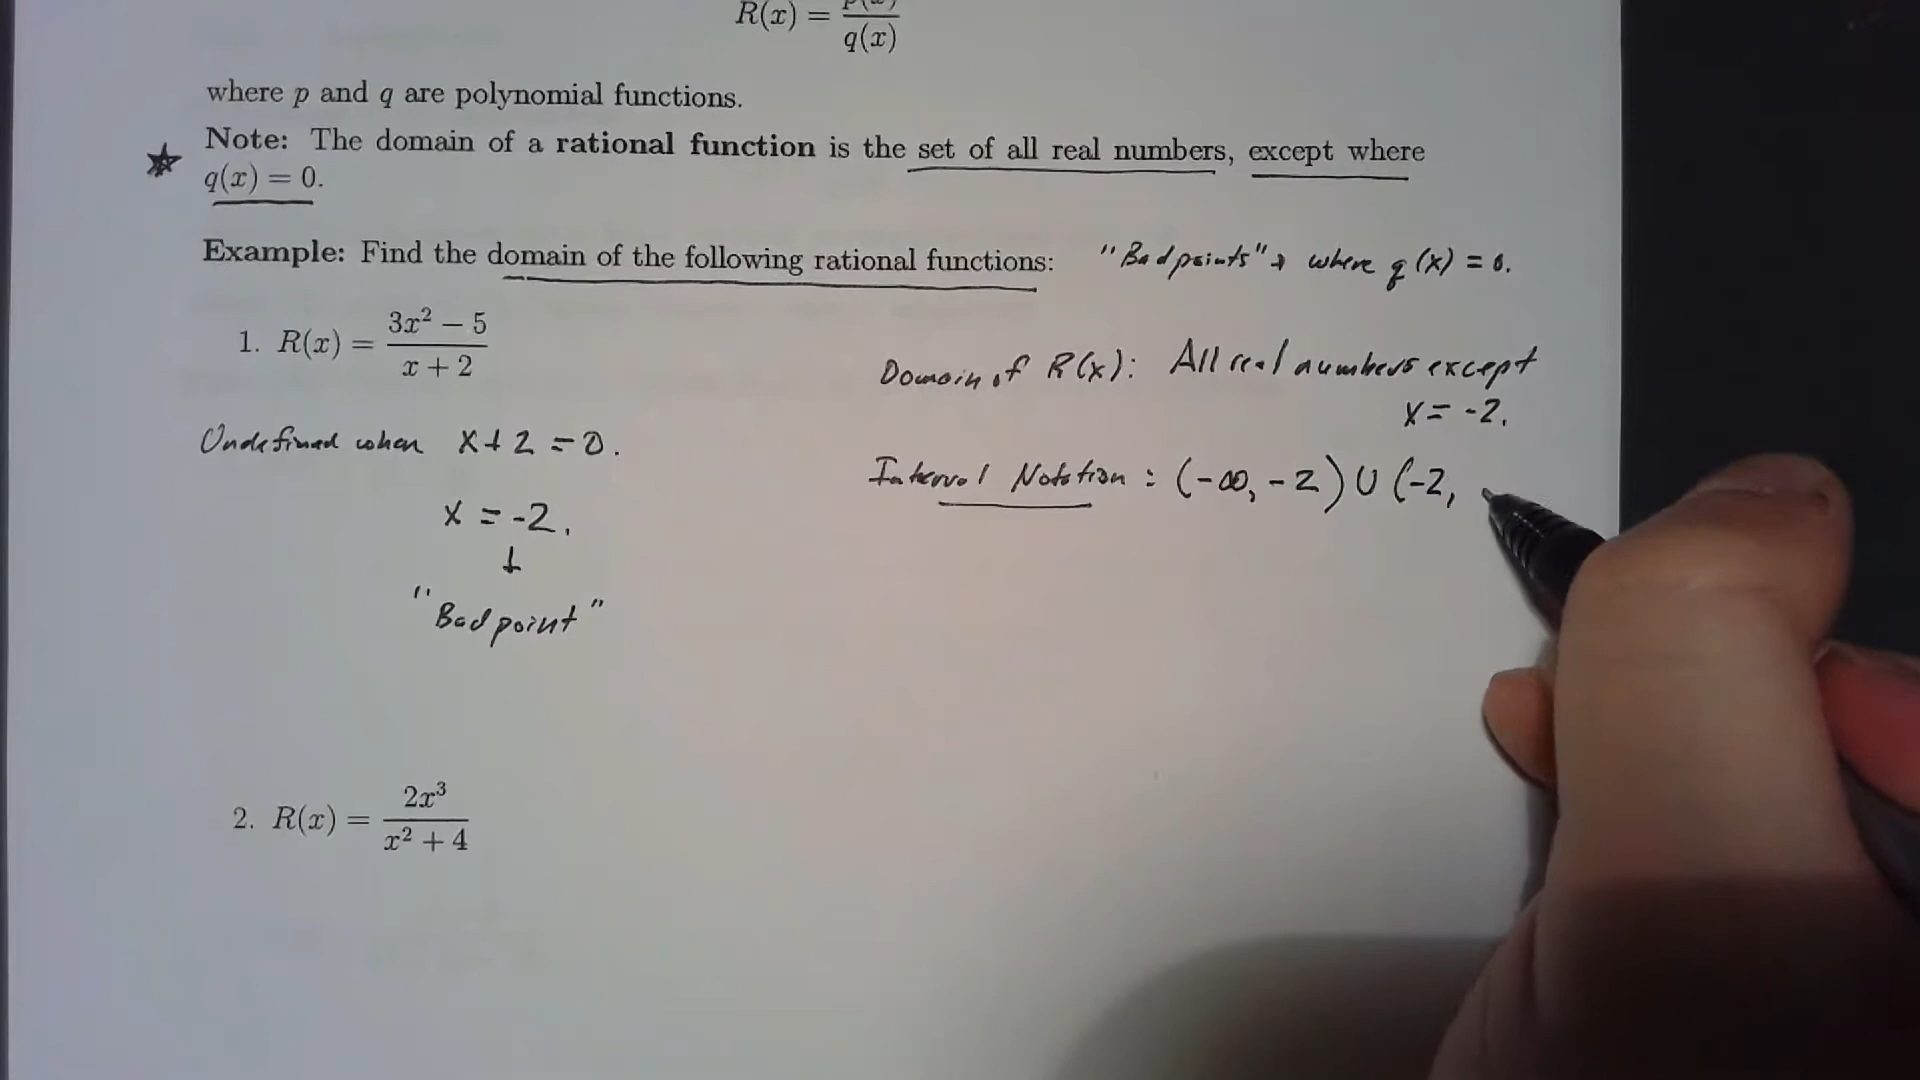 R(x) = p(x)/q(x)
where p and q are polynomial functions.
Note: The domain of a rational function is the set of all real numbers, except where
q(x) = 0.
Example: Find the domain of the following rational functions: "Bad points" → where q(x) = 0.
1. R(x) = (3x² − 5)/(x + 2)
Domain of R(x): All real numbers except
x = -2.
Undefined when x + 2 = 0.
Interval Notation : (-∞, -2) ∪ (-2,
x = -2.
↓
"Bad point"
2. R(x) = 2x³/(x² + 4)